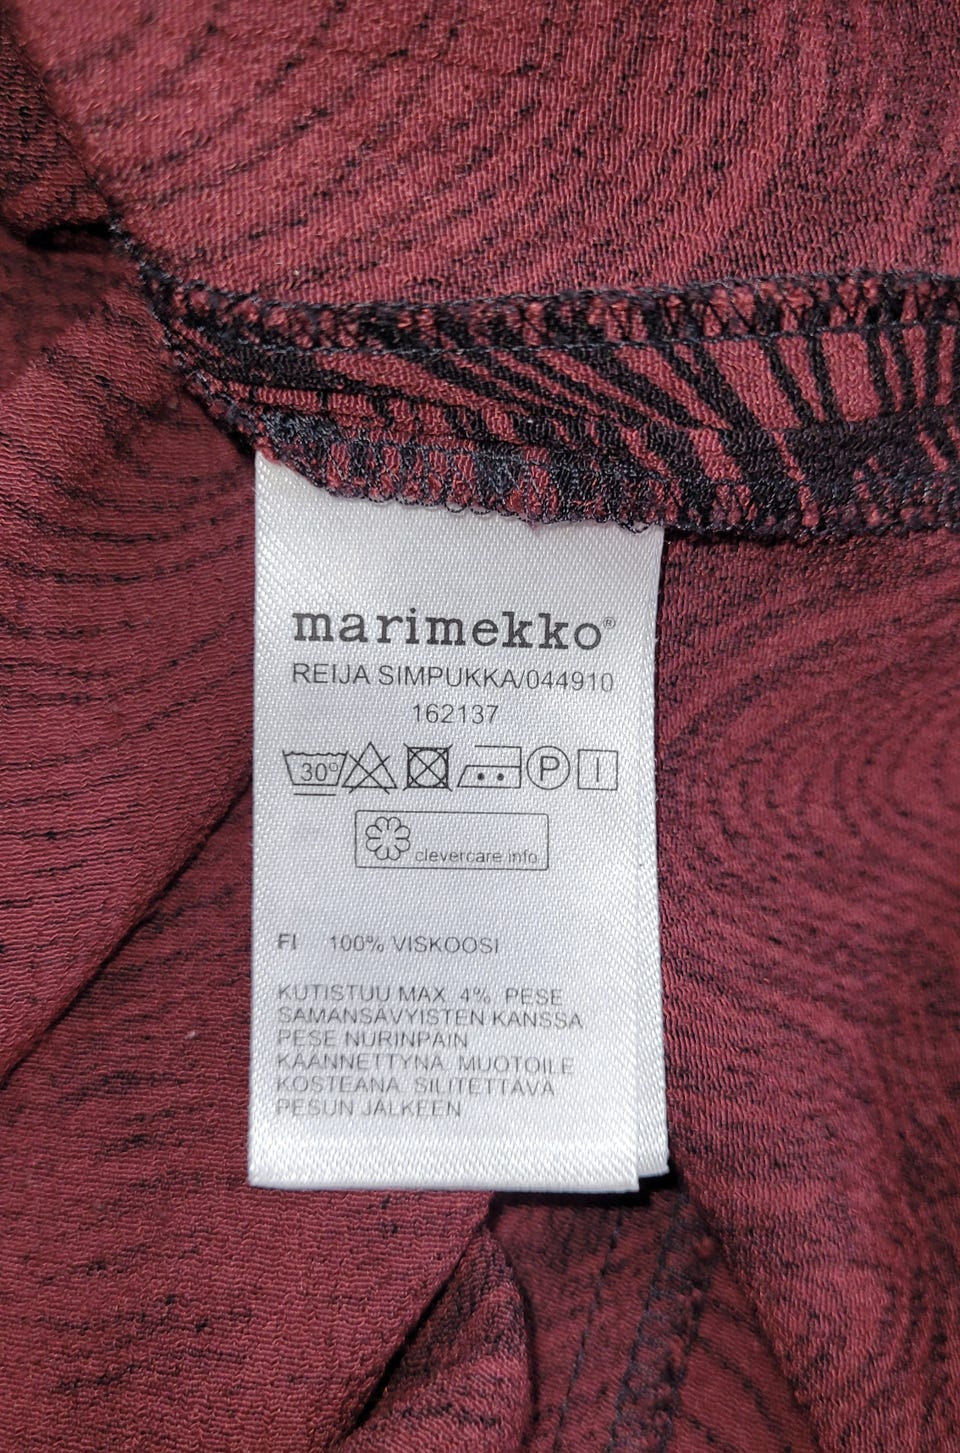 marimekko®
REIJA SIMPUKKA/044910
162137
30° P I
clevercare.info
FI 100% VISKOOSI
KUTISTUU MAX. 4%. PESE
SAMANSÄVYISTEN KANSSA
PESE NURINPÄIN
KÄÄNNETTYNÄ. MUOTOILE
KOSTEANA. SILITETTÄVÄ
PESUN JÄLKEEN